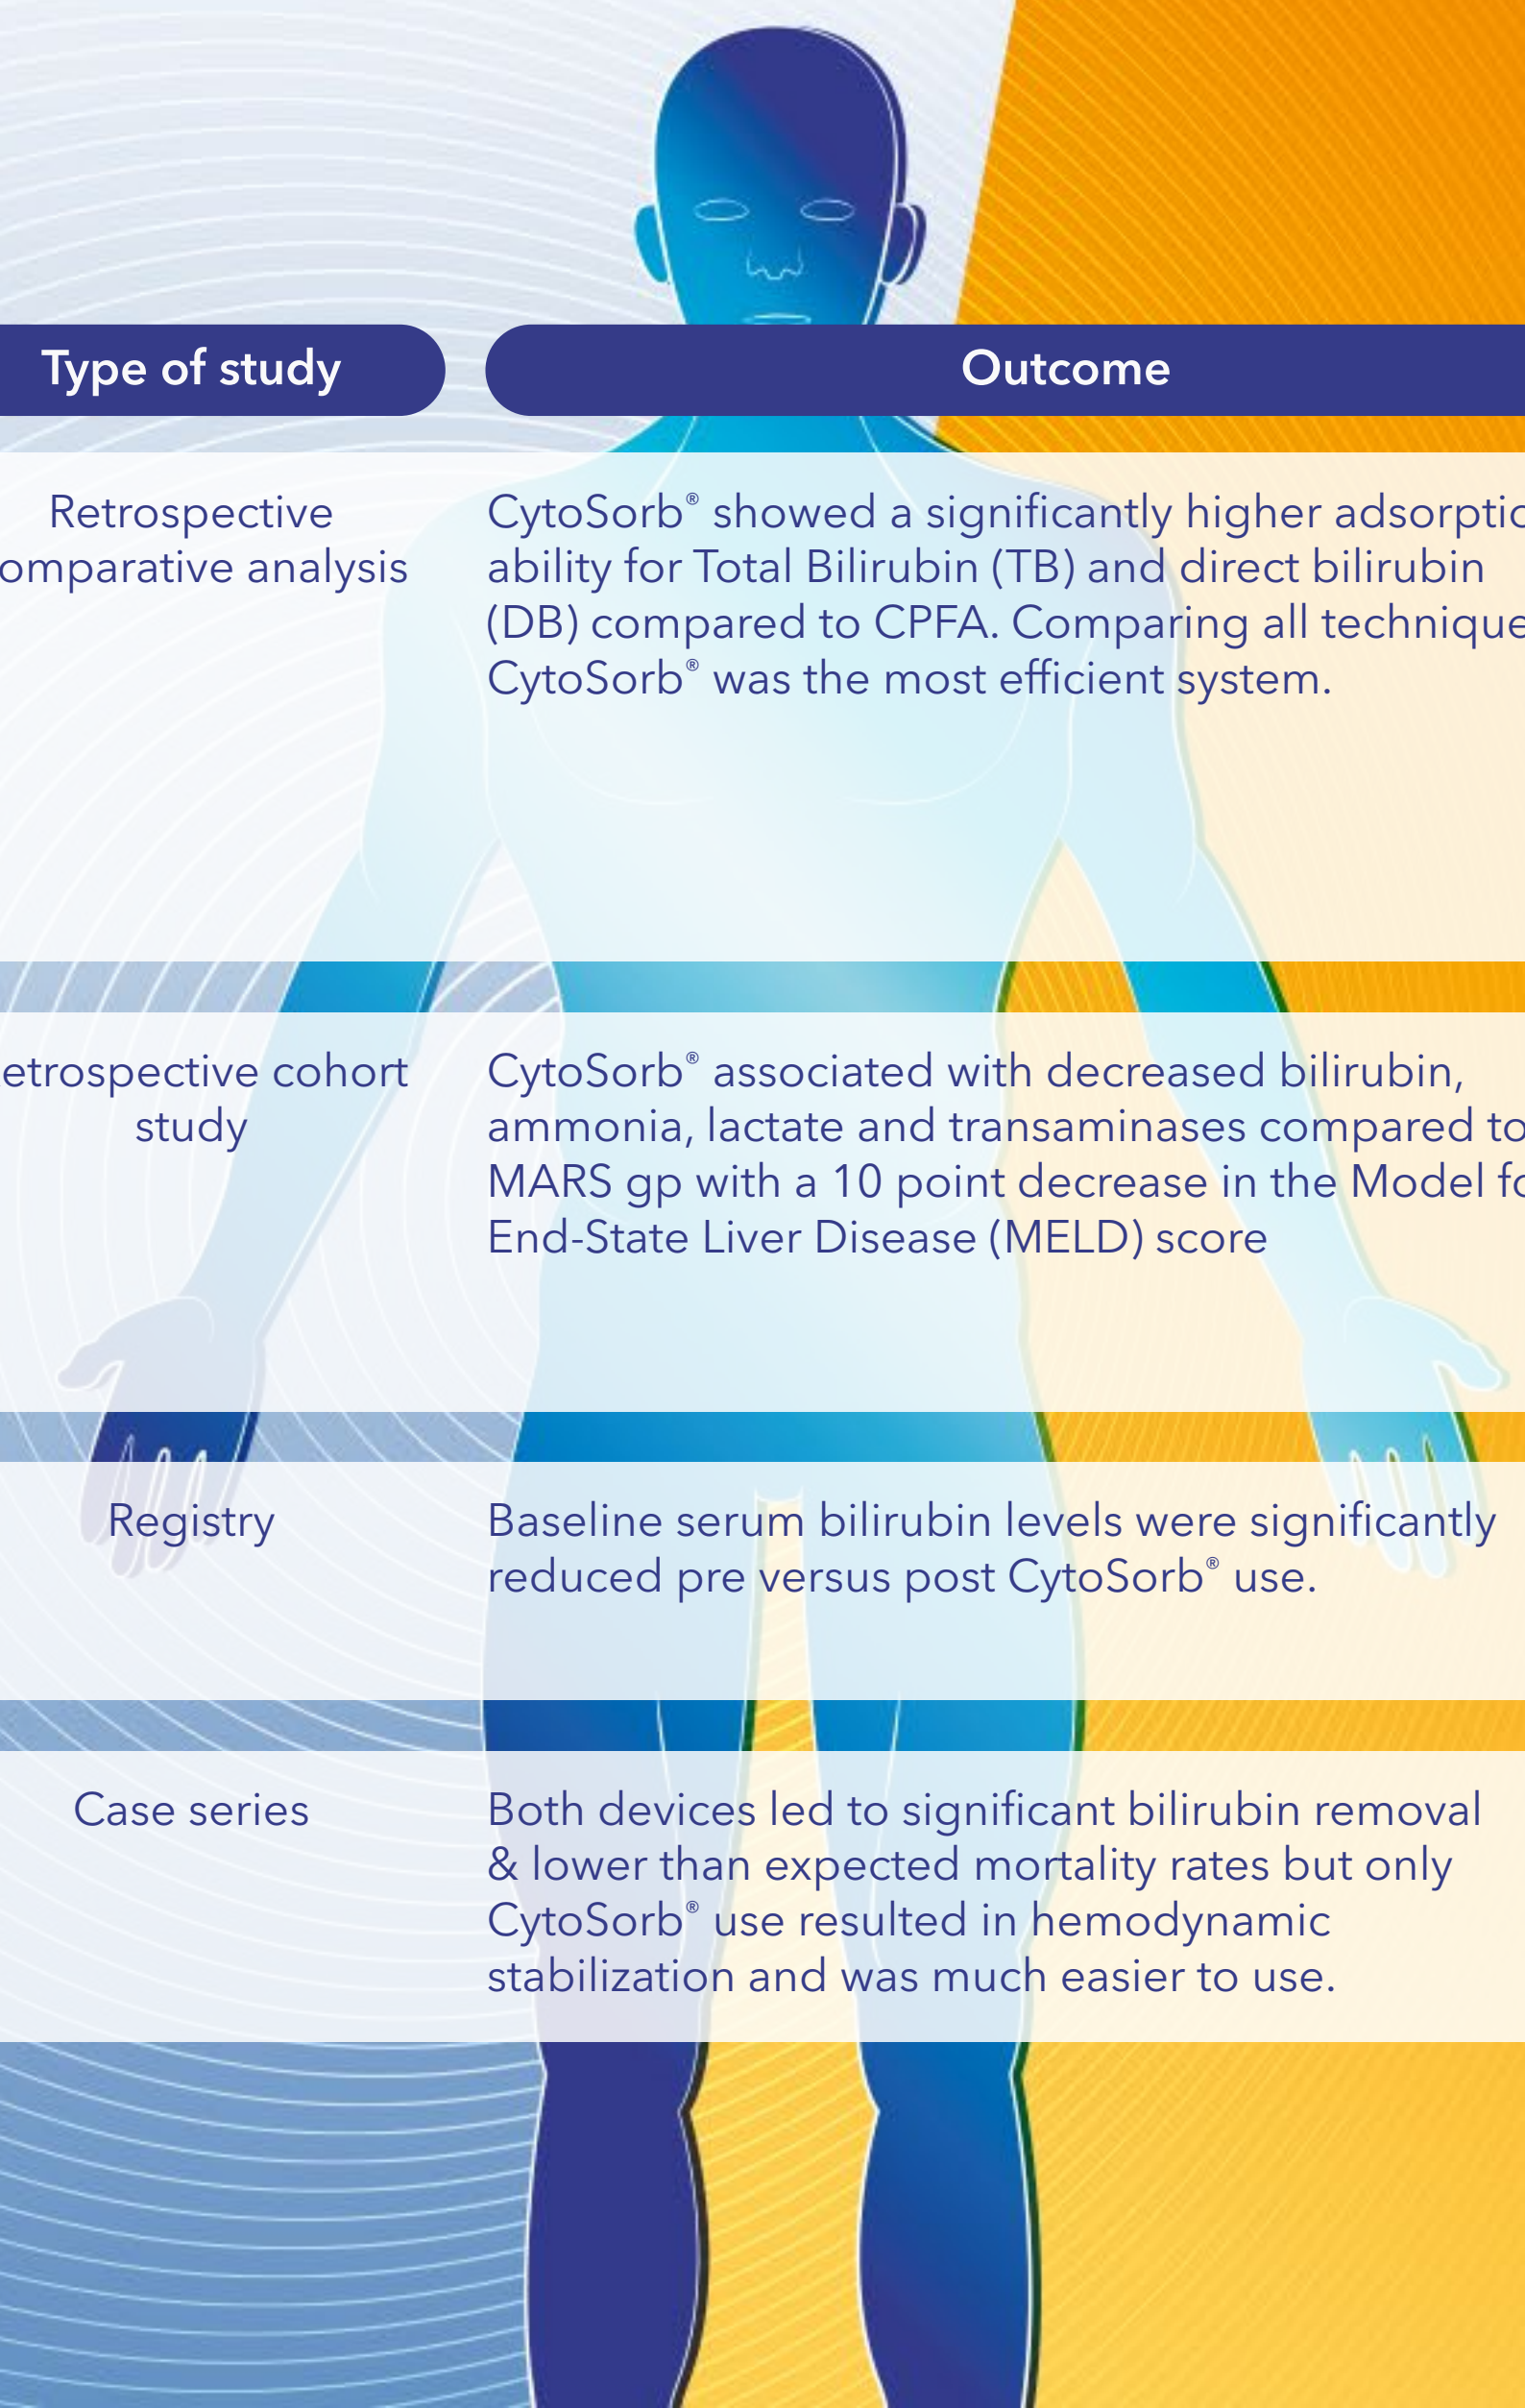 Type of study
Outcome
Retrospective
omparative analysis
CytoSorb® showed a significantly higher adsorptic
ability for Total Bilirubin (TB) and direct bilirubin
(DB) compared to CPFA. Comparing all technique
CytoSorb® was the most efficient system.
etrospective cohort
study
CytoSorb® associated with decreased bilirubin,
ammonia, lactate and transaminases compared to
MARS gp with a 10 point decrease in the Model fo
End-State Liver Disease (MELD) score
Registry
Baseline serum bilirubin levels were significantly
reduced pre versus post CytoSorb® use.
Case series
Both devices led to significant bilirubin removal
& lower than expected mortality rates but only
CytoSorb® use resulted in hemodynamic
stabilization and was much easier to use.